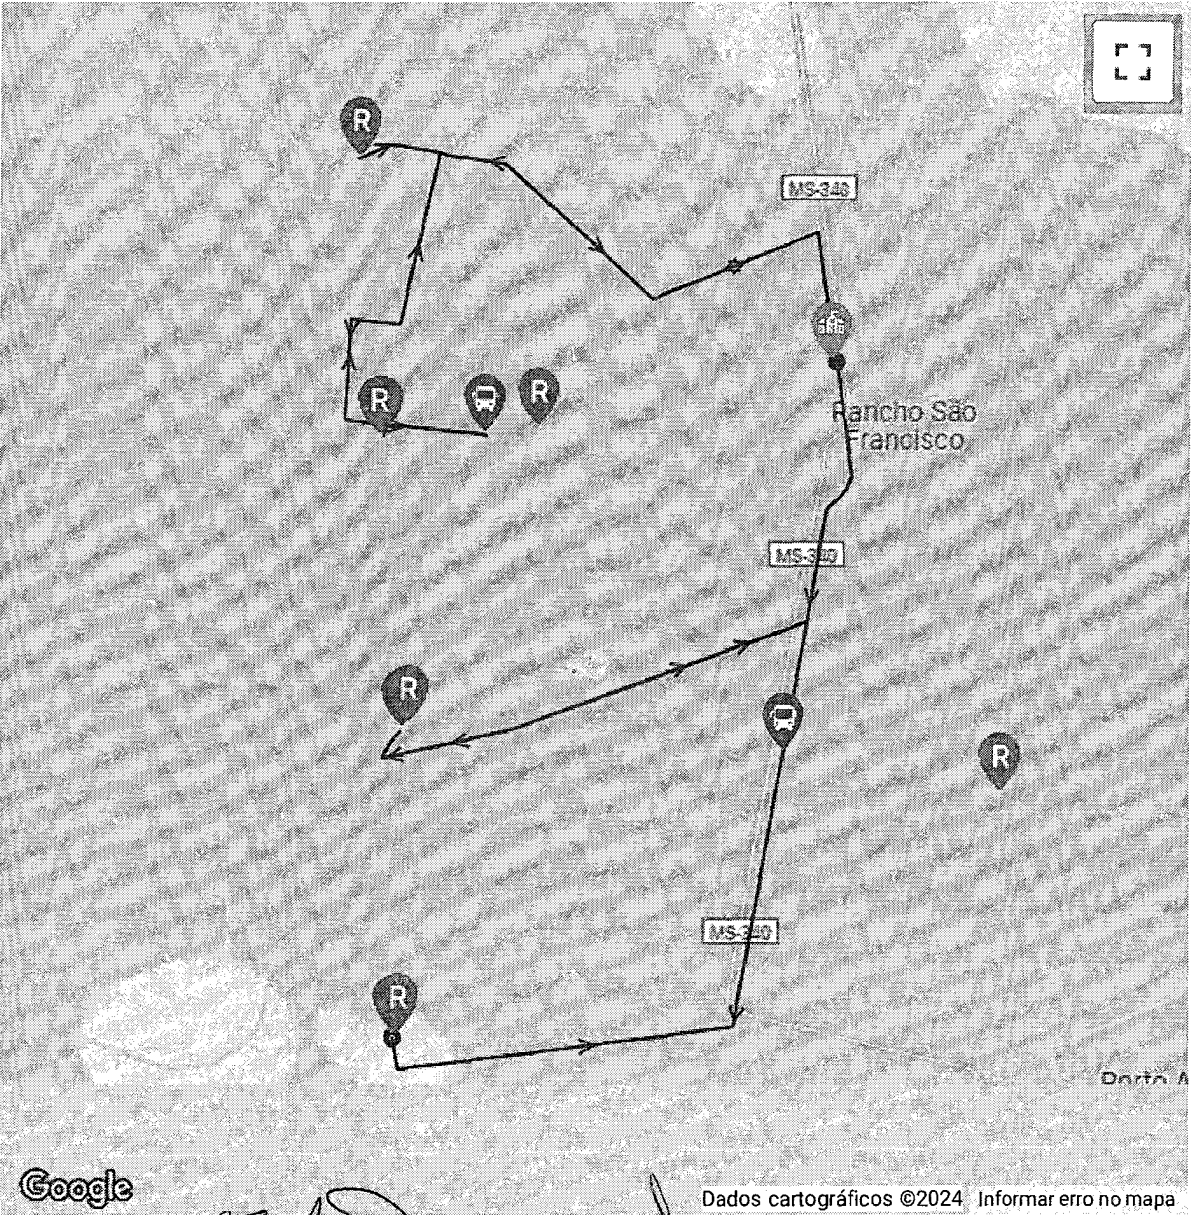 R
MS-340
R
R
Rancho São
Francisco
MS-340
R
R
MS-340
R
Google
Dados cartográficos ©2024
Informar erro no mapa